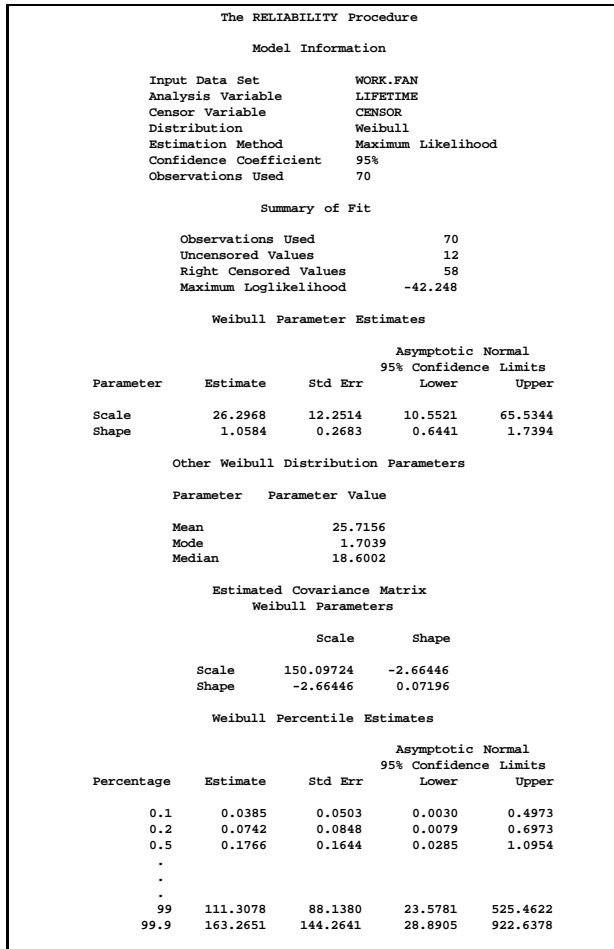 The RELIABILITY Procedure
Model Information
Input Data Set WORK.FAN
Analysis Variable LIFETIME
Censor Variable CENSOR
Distribution Weibull
Estimation Method Maximum Likelihood
Confidence Coefficient 95%
Observations Used 70
Summary of Fit
Observations Used 70
Uncensored Values 12
Right Censored Values 58
Maximum Loglikelihood -42.248
Weibull Parameter Estimates
Asymptotic Normal
95% Confidence Limits
Parameter Estimate Std Err Lower Upper
Scale 26.2968 12.2514 10.5521 65.5344
Shape 1.0584 0.2683 0.6441 1.7394
Other Weibull Distribution Parameters
Parameter Parameter Value
Mean 25.7156
Mode 1.7039
Median 18.6002
Estimated Covariance Matrix
Weibull Parameters
Scale Shape
Scale 150.09724 -2.66446
Shape -2.66446 0.07196
Weibull Percentile Estimates
Asymptotic Normal
95% Confidence Limits
Percentage Estimate Std Err Lower Upper
0.1 0.0385 0.0503 0.0030 0.4973
0.2 0.0742 0.0848 0.0079 0.6973
0.5 0.1766 0.1644 0.0285 1.0954
.
.
.
99 111.3078 88.1380 23.5781 525.4622
99.9 163.2651 144.2641 28.8905 922.6378